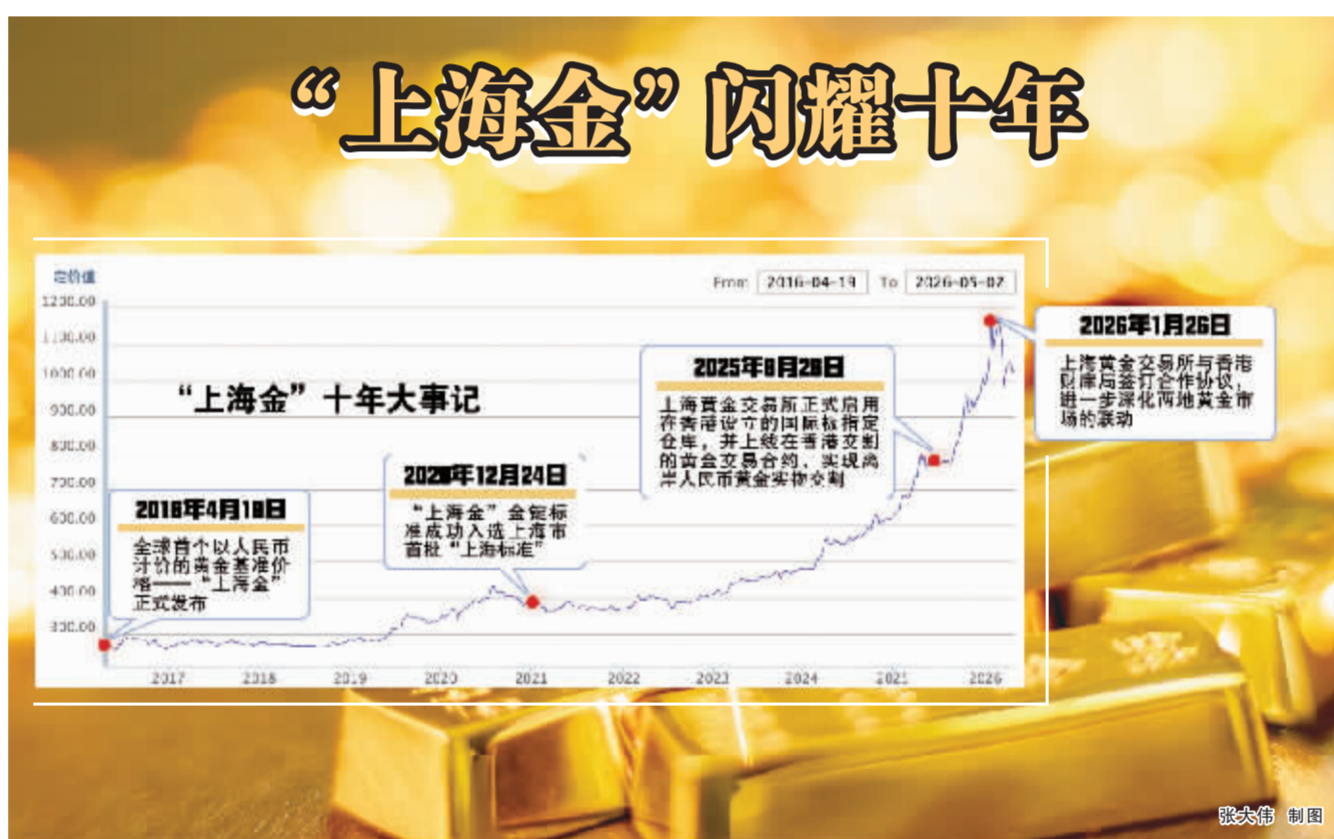 “上海金”闪耀十年
定价值
From 2016-04-19 To 2026-05-07
1200.00
1100.00
1000.00
900.00
800.00
700.00
600.00
500.00
400.00
300.00
“上海金”十年大事记
2016年4月19日
全球首个以人民币
计价的黄金基准价
格——“上海金”
正式发布
2020年12月24日
“上海金”金锭标
准成功入选上海市
首批“上海标准”
上海黄金交易所正式启用
在香港设立的国际板指定
仓库，并上线在香港交割
的黄金交易合约，实现离
岸人民币黄金实物交割
2026年1月26日
上海黄金交易所与香港
财库局签订合作协议，
进一步深化两地黄金市
场的联动
2017 2018 2019 2020 2021 2022 2023 2024 2025 2026
张大伟 制图